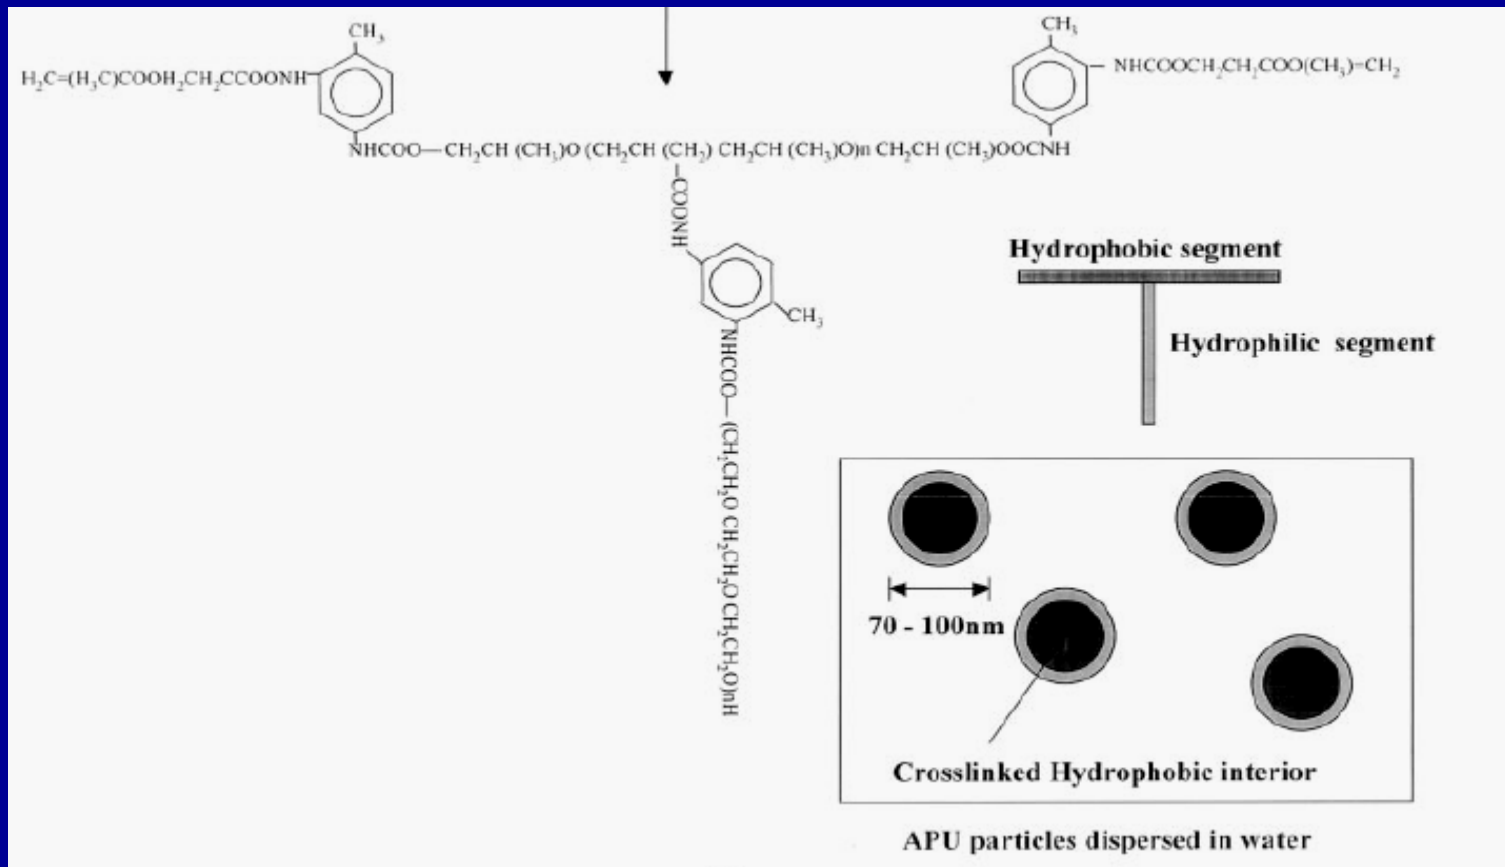 CH₃
CH₃
H₂C=(H₃C)COOH₂CH₂CCOONH
NHCOOCH₂CH₂COO(CH₃)=CH₂
NHCOO—CH₂CH (CH₃)O (CH₂CH (CH₂) CH₂CH (CH₃)O)n CH₂CH (CH₃)OOCNH
COONH
CH₃
NHCOO—(CH₂CH₂O CH₂CH₂O CH₂CH₂O)nH
Hydrophobic segment
Hydrophilic segment
70 - 100nm
Crosslinked Hydrophobic interior
APU particles dispersed in water